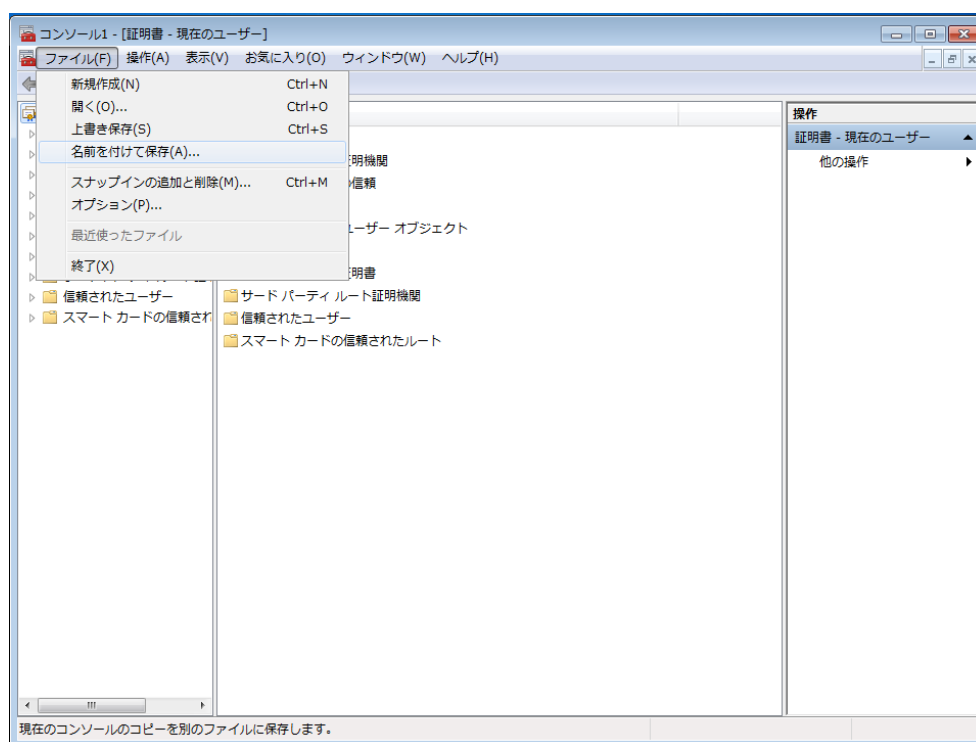 コンソール1 - [証明書 - 現在のユーザー]
ファイル(F) 操作(A) 表示(V) お気に入り(O) ウィンドウ(W) ヘルプ(H)
新規作成(N) Ctrl+N
開く(O)... Ctrl+O
上書き保存(S) Ctrl+S
名前を付けて保存(A)...
スナップインの追加と削除(M)... Ctrl+M
オプション(P)...
最近使ったファイル
終了(X)
信頼されたユーザー
スマート カードの信頼され
明機関
信頼
ーザー オブジェクト
明書
サード パーティ ルート証明機関
信頼されたユーザー
スマート カードの信頼されたルート
操作
証明書 - 現在のユーザー
他の操作
現在のコンソールのコピーを別のファイルに保存します。